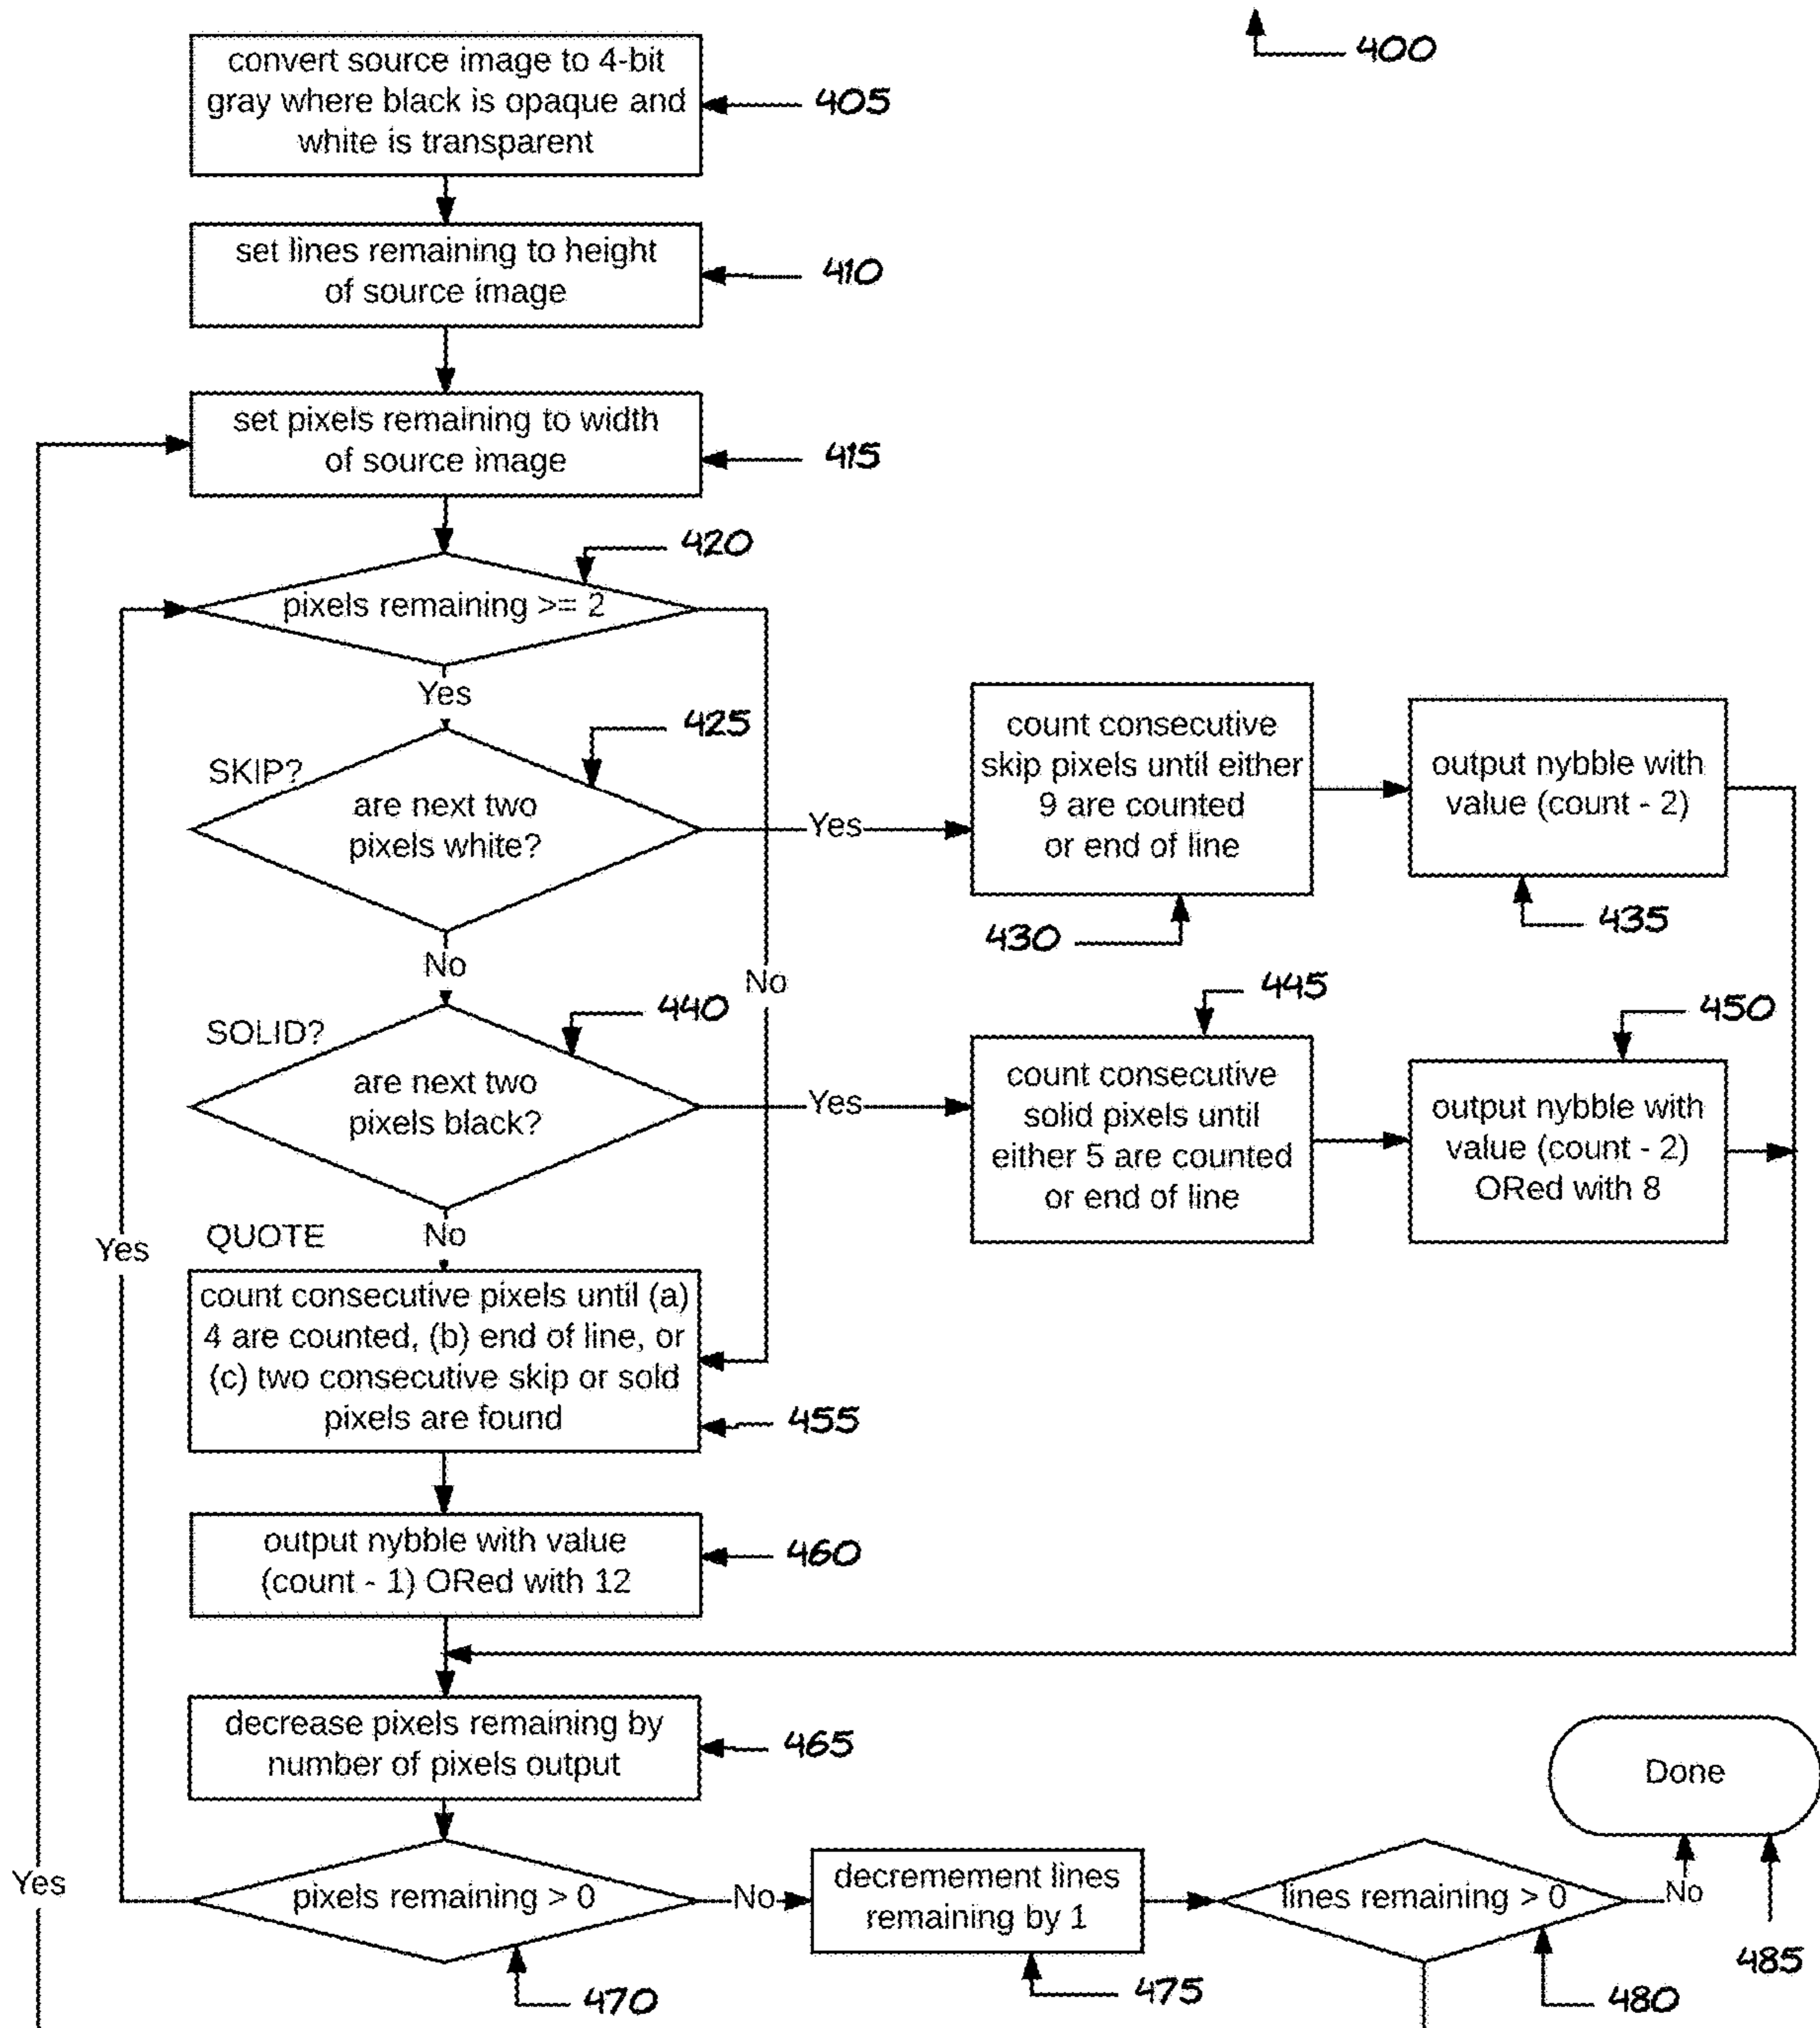 400
convert source image to 4-bit
gray where black is opaque and
white is transparent
405
set lines remaining to height
of source image
410
set pixels remaining to width
of source image
415
420
pixels remaining >= 2
Yes
425
SKIP?
are next two
pixels white?
Yes
count consecutive
skip pixels until either
9 are counted
or end of line
430
output nybble with
value (count - 2)
435
No
No
440
SOLID?
are next two
pixels black?
Yes
445
count consecutive
solid pixels until
either 5 are counted
or end of line
450
output nybble with
value (count - 2)
ORed with 8
Yes
QUOTE
No
count consecutive pixels until (a)
4 are counted, (b) end of line, or
(c) two consecutive skip or sold
pixels are found
455
output nybble with value
(count - 1) ORed with 12
460
decrease pixels remaining by
number of pixels output
465
Done
485
Yes
pixels remaining > 0
470
No
decremement lines
remaining by 1
475
lines remaining > 0
480
No